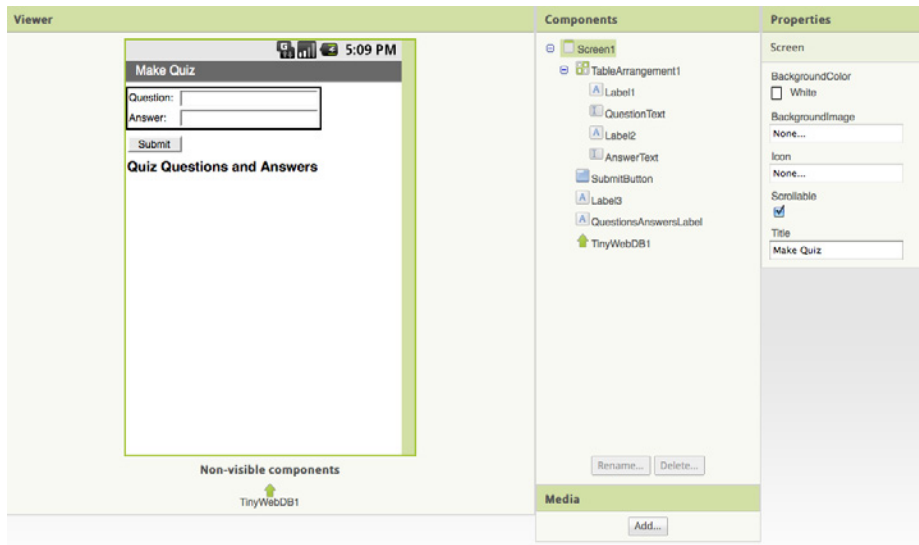 Viewer
5:09 PM
Make Quiz
Question:
Answer:
Submit
Quiz Questions and Answers
Non-visible components
TinyWebDB1
Components
Screen1
TableArrangement1
Label1
QuestionText
Label2
AnswerText
SubmitButton
Label3
QuestionsAnswersLabel
TinyWebDB1
Rename... Delete...
Media
Add...
Properties
Screen
BackgroundColor
White
BackgroundImage
None...
Icon
None...
Scrollable
Title
Make Quiz